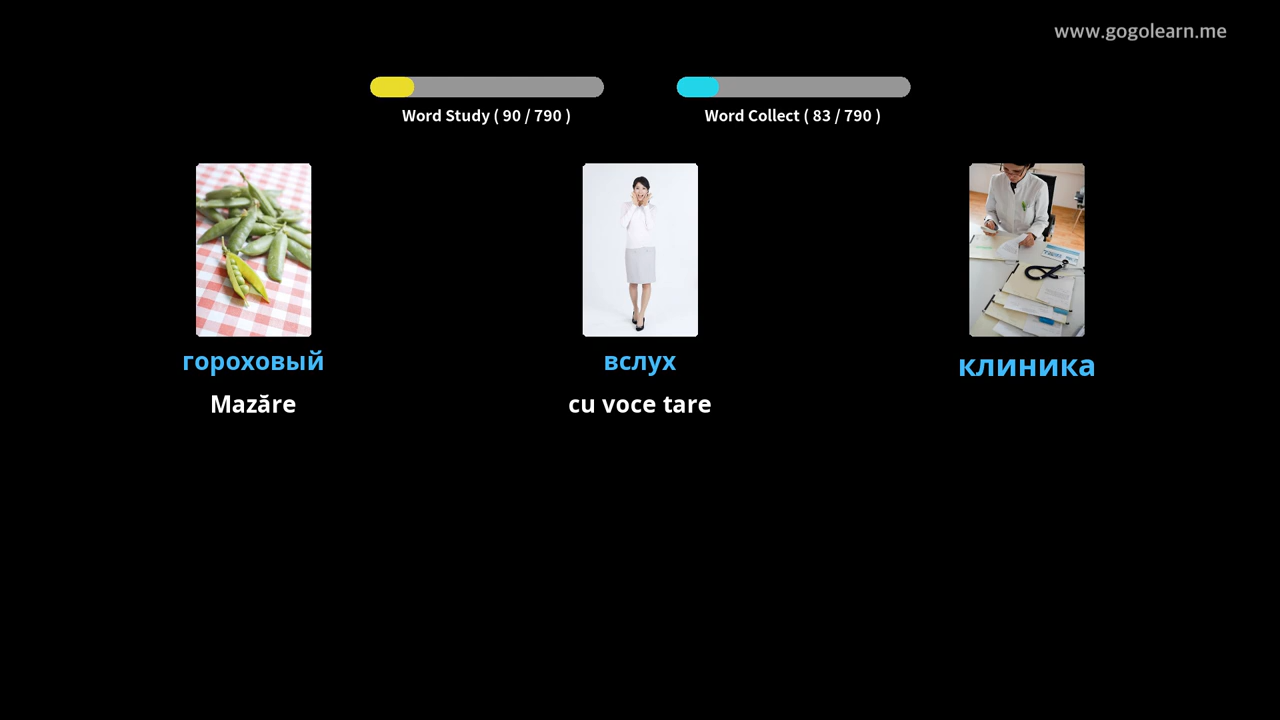 www.gogolearn.me
Word Study ( 90 / 790 )
Word Collect ( 83 / 790 )
гороховый
вслух
клиника
Mazăre
cu voce tare